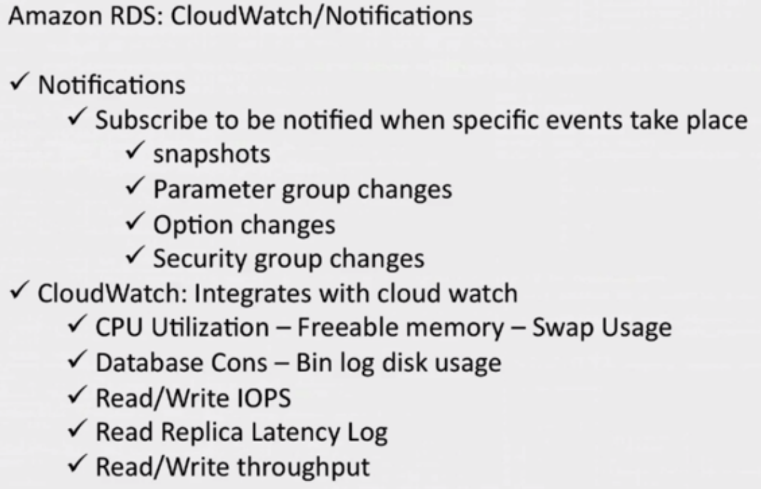 Amazon RDS: CloudWatch/Notifications
✓ Notifications
✓ Subscribe to be notified when specific events take place
✓ snapshots
✓ Parameter group changes
✓ Option changes
✓ Security group changes
✓ CloudWatch: Integrates with cloud watch
✓ CPU Utilization – Freeable memory – Swap Usage
✓ Database Cons – Bin log disk usage
✓ Read/Write IOPS
✓ Read Replica Latency Log
✓ Read/Write throughput